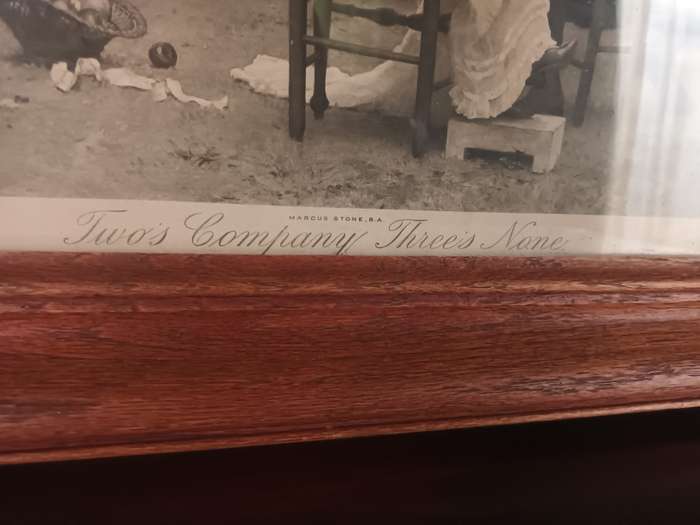 MARCUS STONE, R.A.
Two's Company Three's None